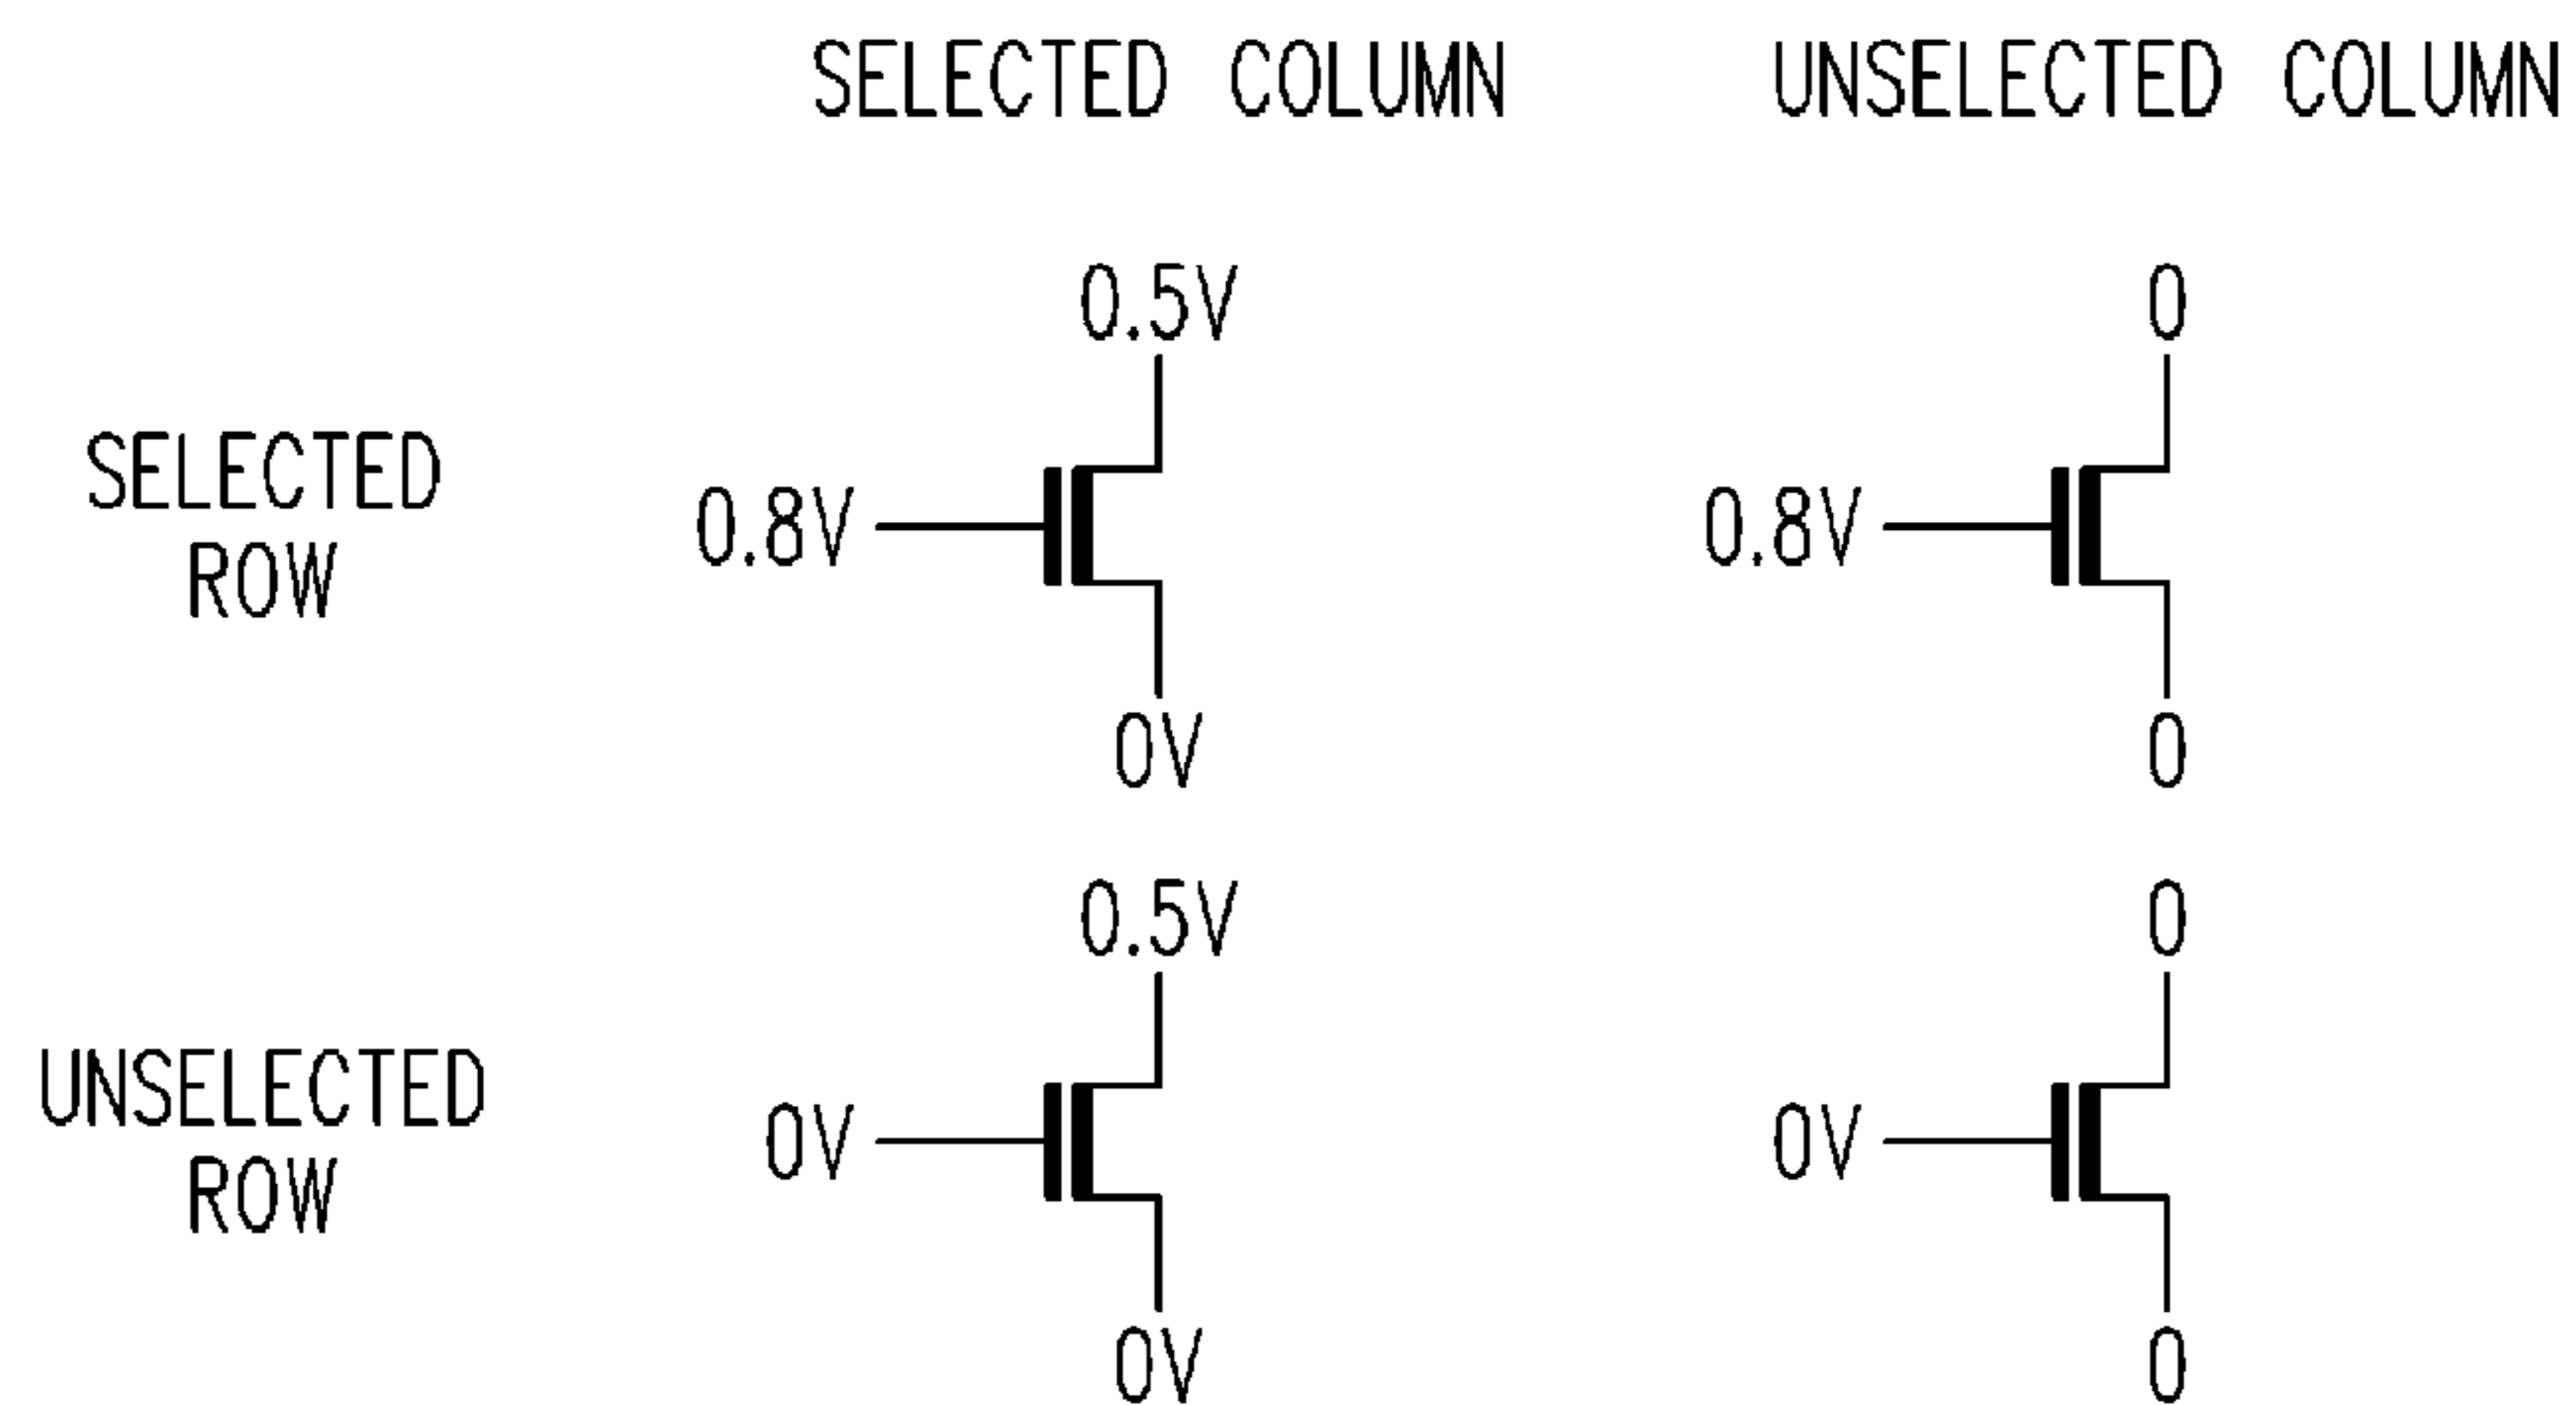 SELECTED COLUMN UNSELECTED COLUMN
0.5V 0
SELECTED
ROW
0.8V 0.8V
0V 0
0.5V 0
UNSELECTED
ROW
0V 0V
0V 0